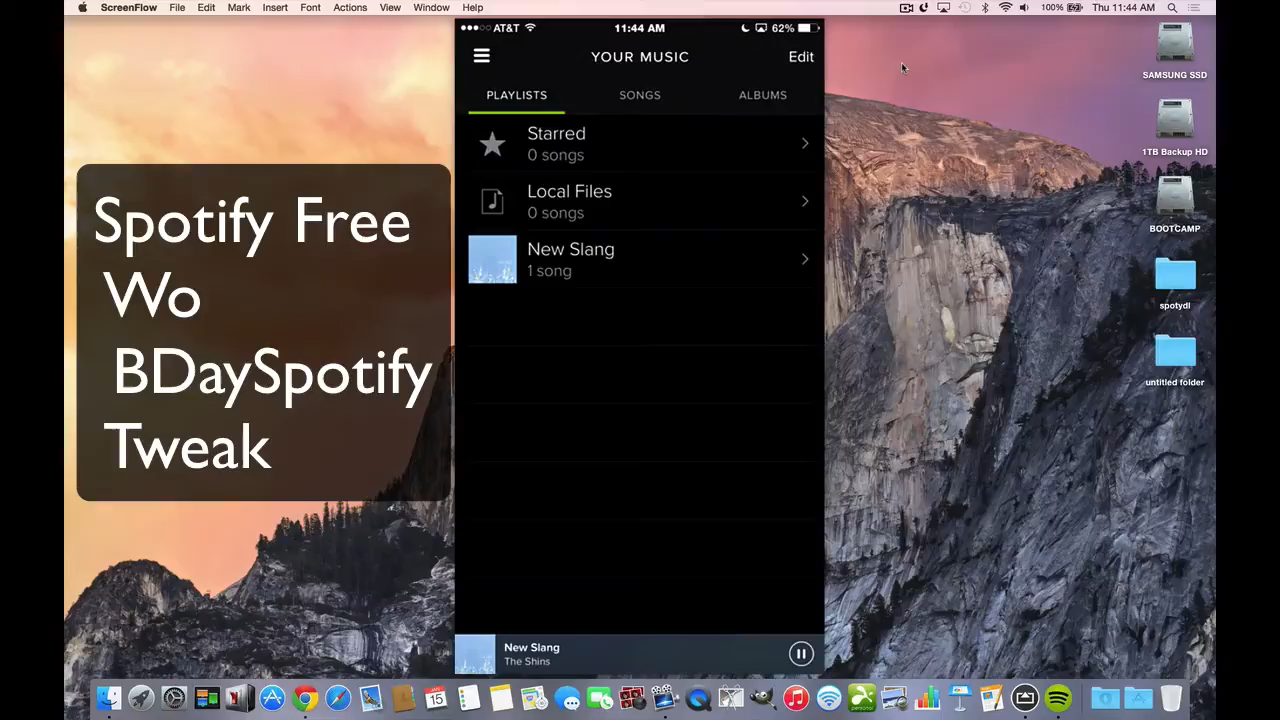 ScreenFlow File Edit Mark Insert Font Actions View Window Help
100% Thu 11:44 AM
AT&T 11:44 AM 62%
YOUR MUSIC Edit
PLAYLISTS SONGS ALBUMS
Starred
0 songs
Local Files
0 songs
New Slang
1 song
New Slang
The Shins
Spotify Free
Wo
BDaySpotify
Tweak
SAMSUNG SSD
1TB Backup HD
BOOTCAMP
spotydl
untitled folder